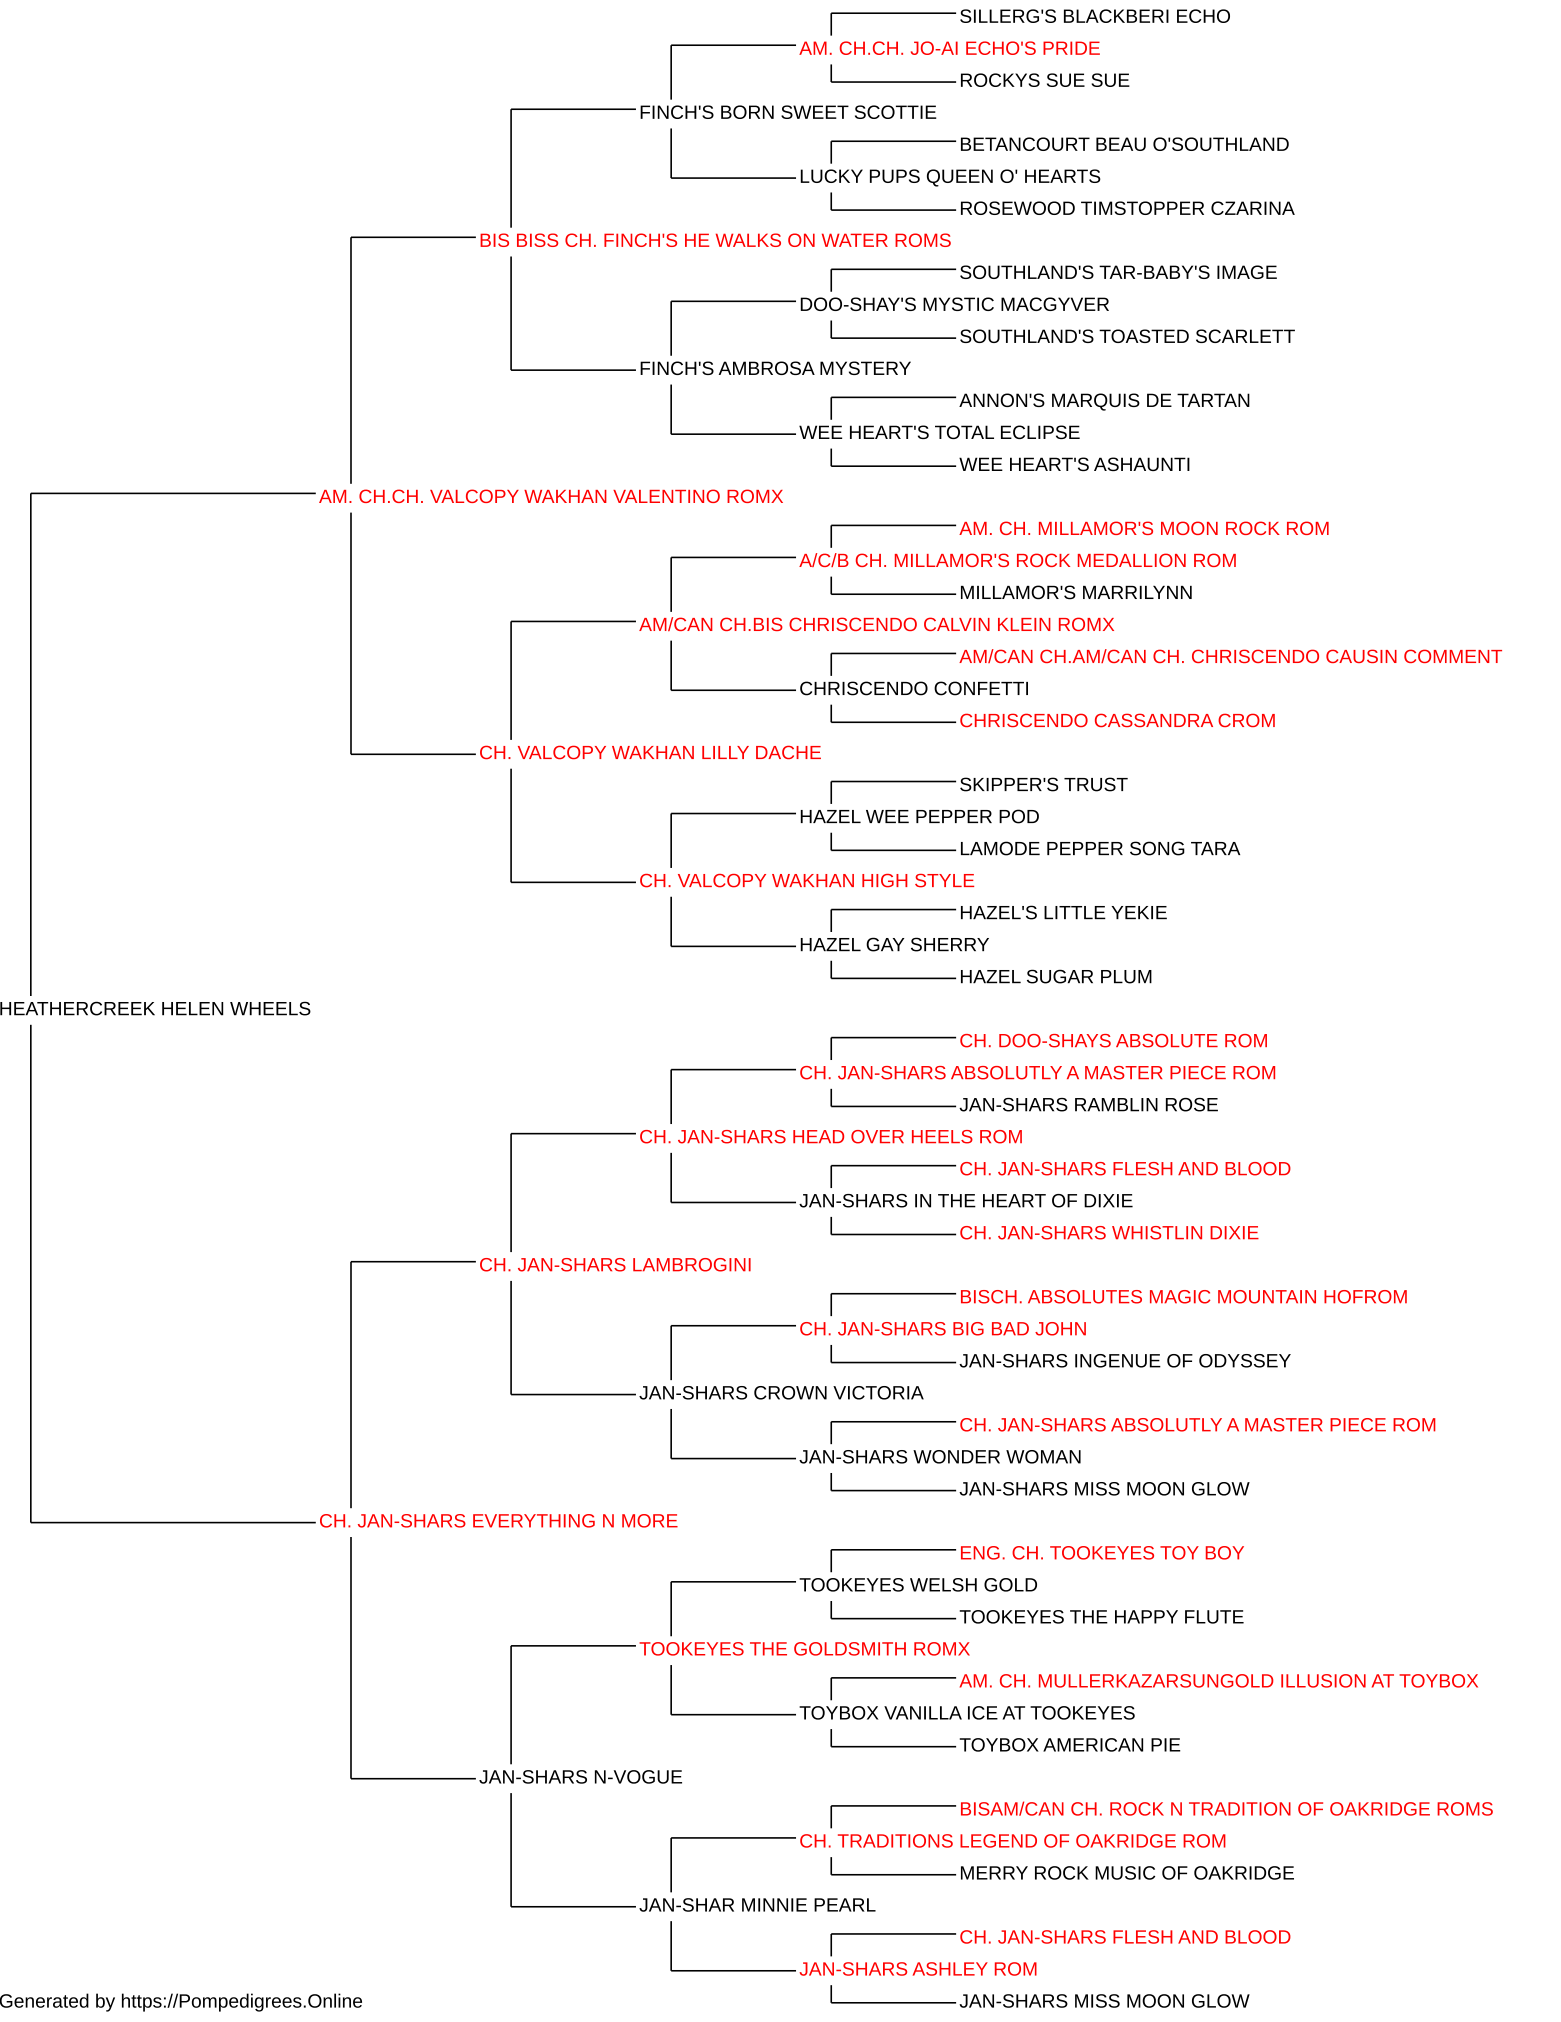 SILLERG'S BLACKBERI ECHO
AM. CH.CH. JO-AI ECHO'S PRIDE
ROCKYS SUE SUE
FINCH'S BORN SWEET SCOTTIE
BETANCOURT BEAU O'SOUTHLAND
LUCKY PUPS QUEEN O' HEARTS
ROSEWOOD TIMSTOPPER CZARINA
BIS BISS CH. FINCH'S HE WALKS ON WATER ROMS
SOUTHLAND'S TAR-BABY'S IMAGE
DOO-SHAY'S MYSTIC MACGYVER
SOUTHLAND'S TOASTED SCARLETT
FINCH'S AMBROSA MYSTERY
ANNON'S MARQUIS DE TARTAN
WEE HEART'S TOTAL ECLIPSE
WEE HEART'S ASHAUNTI
AM. CH.CH. VALCOPY WAKHAN VALENTINO ROMX
AM. CH. MILLAMOR'S MOON ROCK ROM
A/C/B CH. MILLAMOR'S ROCK MEDALLION ROM
MILLAMOR'S MARRILYNN
AM/CAN CH.BIS CHRISCENDO CALVIN KLEIN ROMX
AM/CAN CH.AM/CAN CH. CHRISCENDO CAUSIN COMMENT
CHRISCENDO CONFETTI
CHRISCENDO CASSANDRA CROM
CH. VALCOPY WAKHAN LILLY DACHE
SKIPPER'S TRUST
HAZEL WEE PEPPER POD
LAMODE PEPPER SONG TARA
CH. VALCOPY WAKHAN HIGH STYLE
HAZEL'S LITTLE YEKIE
HAZEL GAY SHERRY
HAZEL SUGAR PLUM
HEATHERCREEK HELEN WHEELS
CH. DOO-SHAYS ABSOLUTE ROM
CH. JAN-SHARS ABSOLUTLY A MASTER PIECE ROM
JAN-SHARS RAMBLIN ROSE
CH. JAN-SHARS HEAD OVER HEELS ROM
CH. JAN-SHARS FLESH AND BLOOD
JAN-SHARS IN THE HEART OF DIXIE
CH. JAN-SHARS WHISTLIN DIXIE
CH. JAN-SHARS LAMBROGINI
BISCH. ABSOLUTES MAGIC MOUNTAIN HOFROM
CH. JAN-SHARS BIG BAD JOHN
JAN-SHARS INGENUE OF ODYSSEY
JAN-SHARS CROWN VICTORIA
CH. JAN-SHARS ABSOLUTLY A MASTER PIECE ROM
JAN-SHARS WONDER WOMAN
JAN-SHARS MISS MOON GLOW
CH. JAN-SHARS EVERYTHING N MORE
ENG. CH. TOOKEYES TOY BOY
TOOKEYES WELSH GOLD
TOOKEYES THE HAPPY FLUTE
TOOKEYES THE GOLDSMITH ROMX
AM. CH. MULLERKAZARSUNGOLD ILLUSION AT TOYBOX
TOYBOX VANILLA ICE AT TOOKEYES
TOYBOX AMERICAN PIE
JAN-SHARS N-VOGUE
BISAM/CAN CH. ROCK N TRADITION OF OAKRIDGE ROMS
CH. TRADITIONS LEGEND OF OAKRIDGE ROM
MERRY ROCK MUSIC OF OAKRIDGE
JAN-SHAR MINNIE PEARL
CH. JAN-SHARS FLESH AND BLOOD
JAN-SHARS ASHLEY ROM
JAN-SHARS MISS MOON GLOW
Generated by https://Pompedigrees.Online